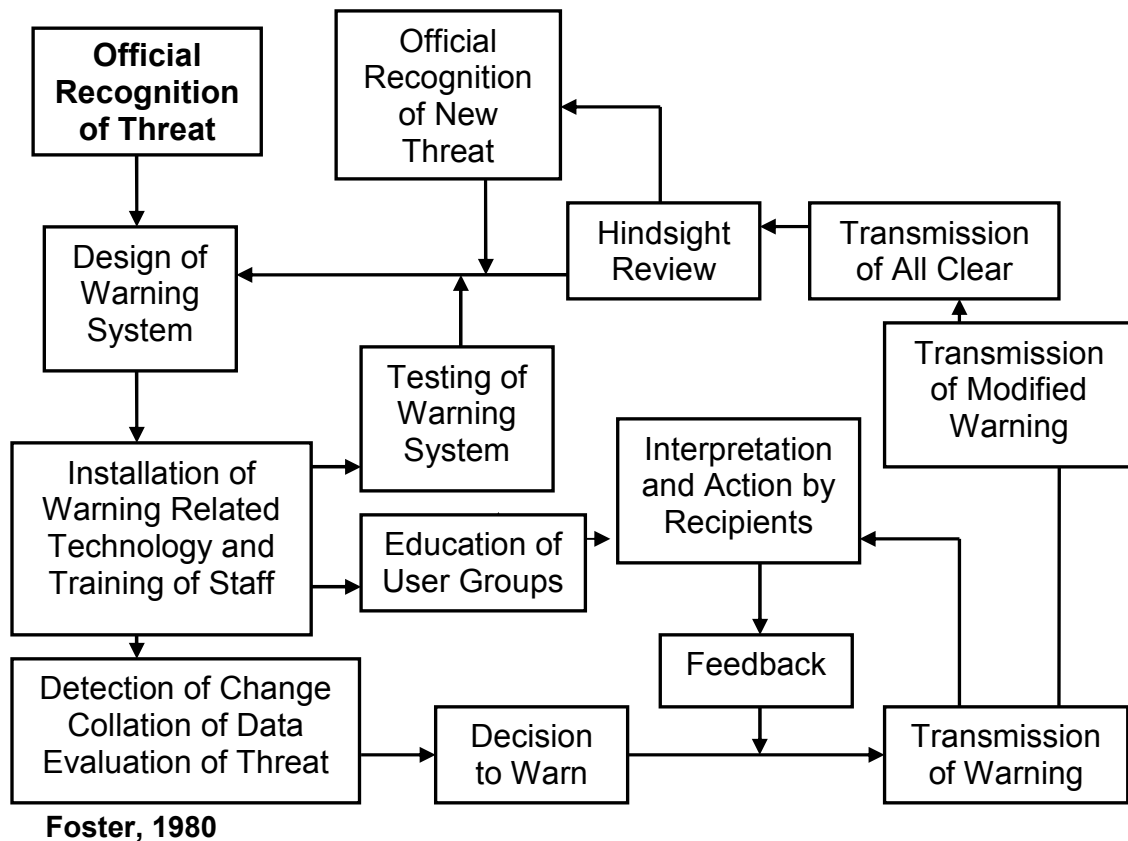 Official
Recognition
of Threat
Official
Recognition
of New
Threat
Design of
Warning
System
Hindsight
Review
Transmission
of All Clear
Testing of
Warning
System
Transmission
of Modified
Warning
Installation of
Warning Related
Technology and
Training of Staff
Interpretation
and Action by
Recipients
Education of
User Groups
Feedback
Detection of Change
Collation of Data
Evaluation of Threat
Decision
to Warn
Transmission
of Warning
Foster, 1980